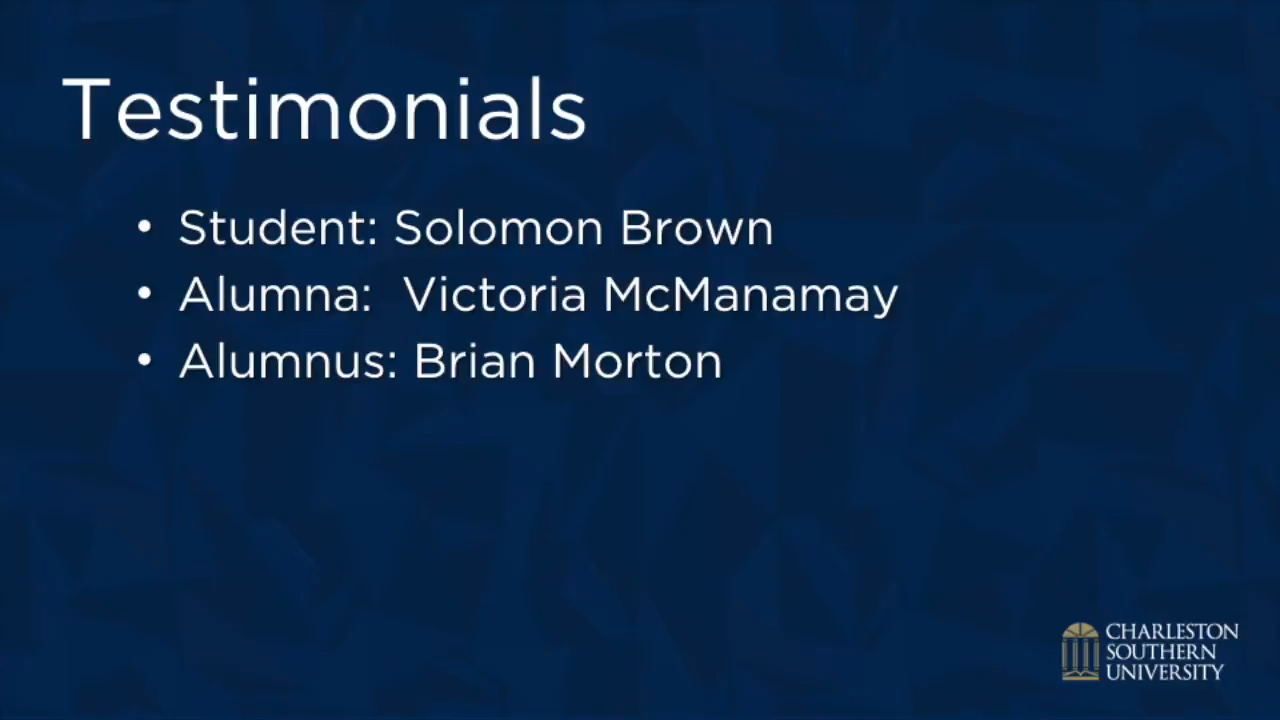 Testimonials
• Student: Solomon Brown
• Alumna:  Victoria McManamay
• Alumnus: Brian Morton
CHARLESTON
SOUTHERN
UNIVERSITY